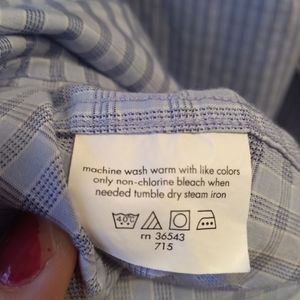 machine wash warm with like colors
only non-chlorine bleach when
needed tumble dry steam iron
40°
rn 36543
715